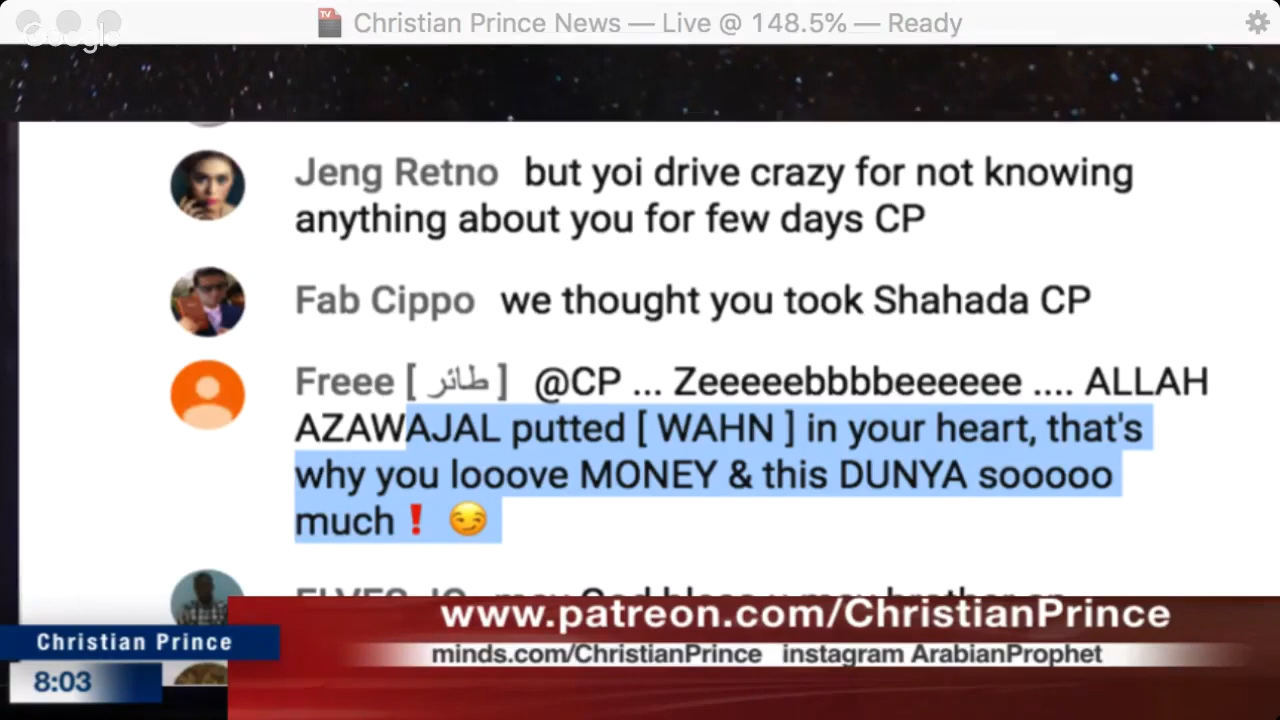 Christian Prince News — Live @ 148.5% — Ready
Google
Jeng Retno but yoi drive crazy for not knowing
anything about you for few days CP
Fab Cippo we thought you took Shahada CP
Freee [ طائر ] @CP ... Zeeeeebbbbeeeeee .... ALLAH
AZAWAJAL putted [ WAHN ] in your heart, that's
why you looove MONEY & this DUNYA sooooo
much❗ 😏
www.patreon.com/ChristianPrince
Christian Prince
minds.com/ChristianPrince instagram ArabianProphet
8:03